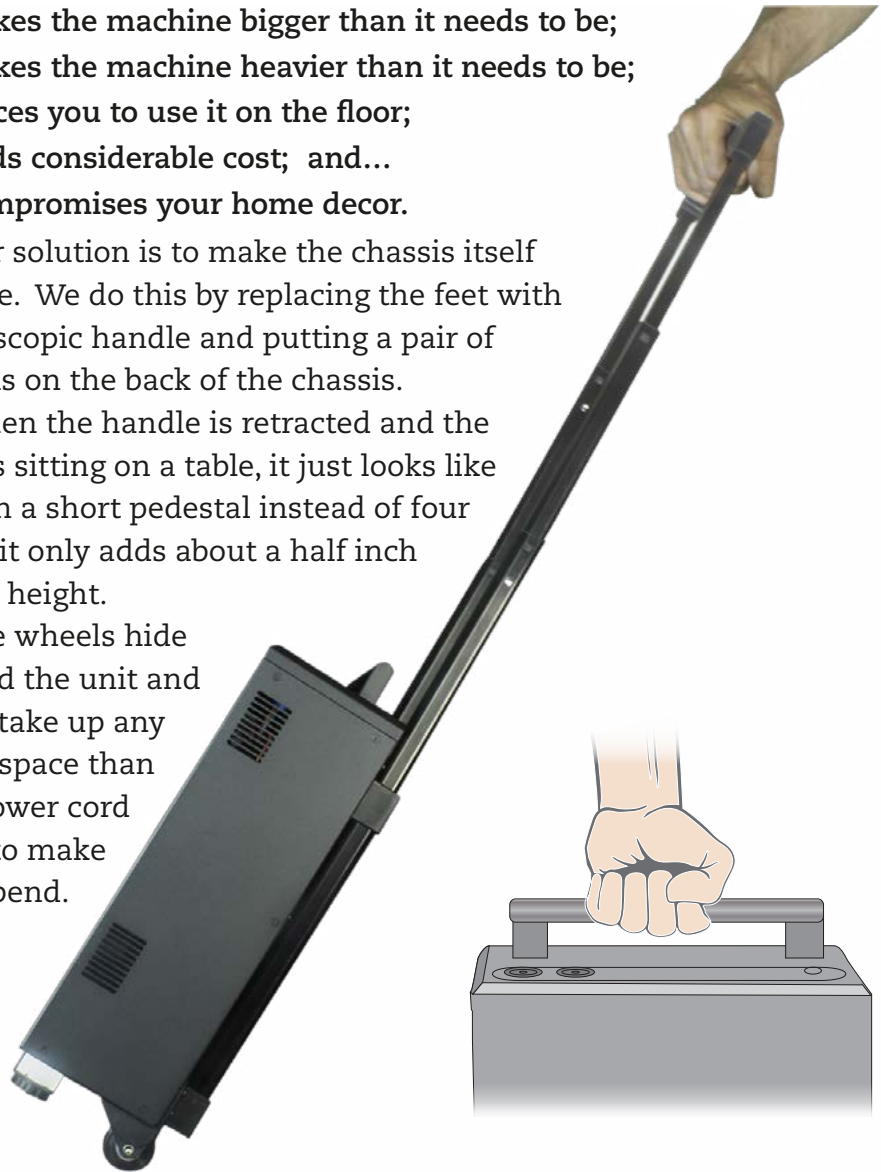 kes the machine bigger than it needs to be;
kes the machine heavier than it needs to be;
ces you to use it on the floor;
ds considerable cost;  and…
mpromises your home decor.
r solution is to make the chassis itself
e.  We do this by replacing the feet with
scopic handle and putting a pair of
s on the back of the chassis.
en the handle is retracted and the
s sitting on a table, it just looks like
n a short pedestal instead of four
it only adds about a half inch
height.
e wheels hide
d the unit and
take up any
space than
ower cord
to make
bend.